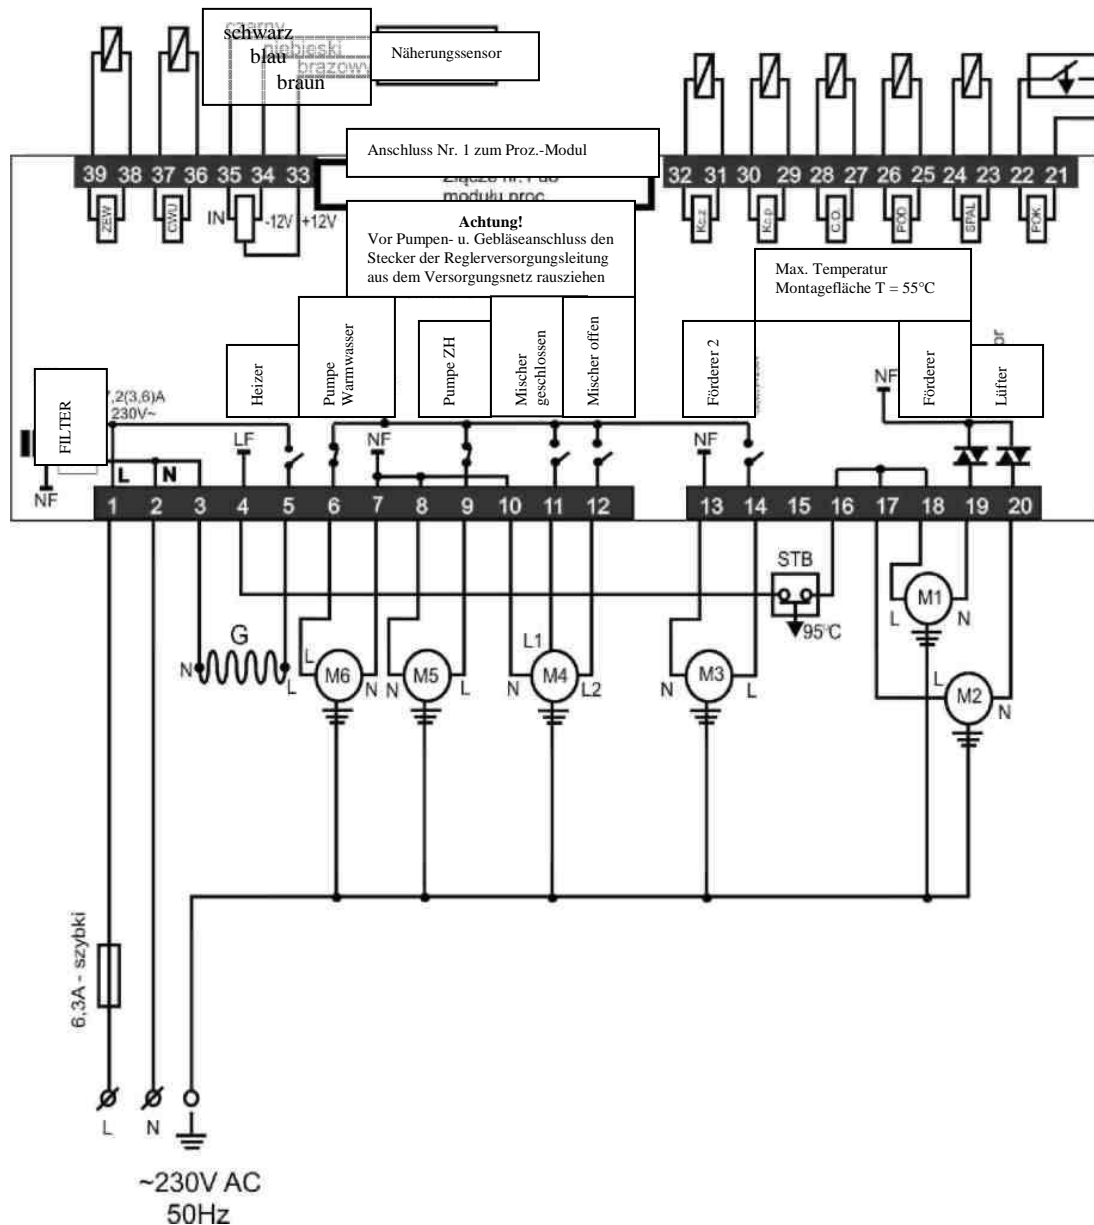 czarny
schwarz
niebieski
blau
brązowy
braun
Näherungssensor
Anschluss Nr. 1 zum Proz.-Modul
39 38 37 36 35 34 33
modułu proc.
32 31 30 29 28 27 26 25 24 23 22 21
ZEW
CWU
IN
-12V
+12V
Kc.z
Kc.p
C.O.
POD
SPAL
POK.
Achtung!
Vor Pumpen- u. Gebläseanschluss den
Stecker der Reglerversorgungsleitung
aus dem Versorgungsnetz rausziehen
Max. Temperatur
Montagefläche T = 55°C
FILTER
,2(3,6)A
230V~
Heizer
Pumpe
Warmwasser
Pumpe ZH
Mischer
geschlossen
Mischer offen
Förderer 2
Förderer
Lüfter
or
NF
L
N
LF
NF
NF
NF
1 2 3 4 5 6 7 8 9 10 11 12
13 14 15 16 17 18 19 20
STB
95°C
G
N
L
L
M6
N
N
M5
L
L1
N
M4
L2
N
M3
L
L
M1
N
L
M2
N
6,3A - szybki
L
N
~230V AC
50Hz